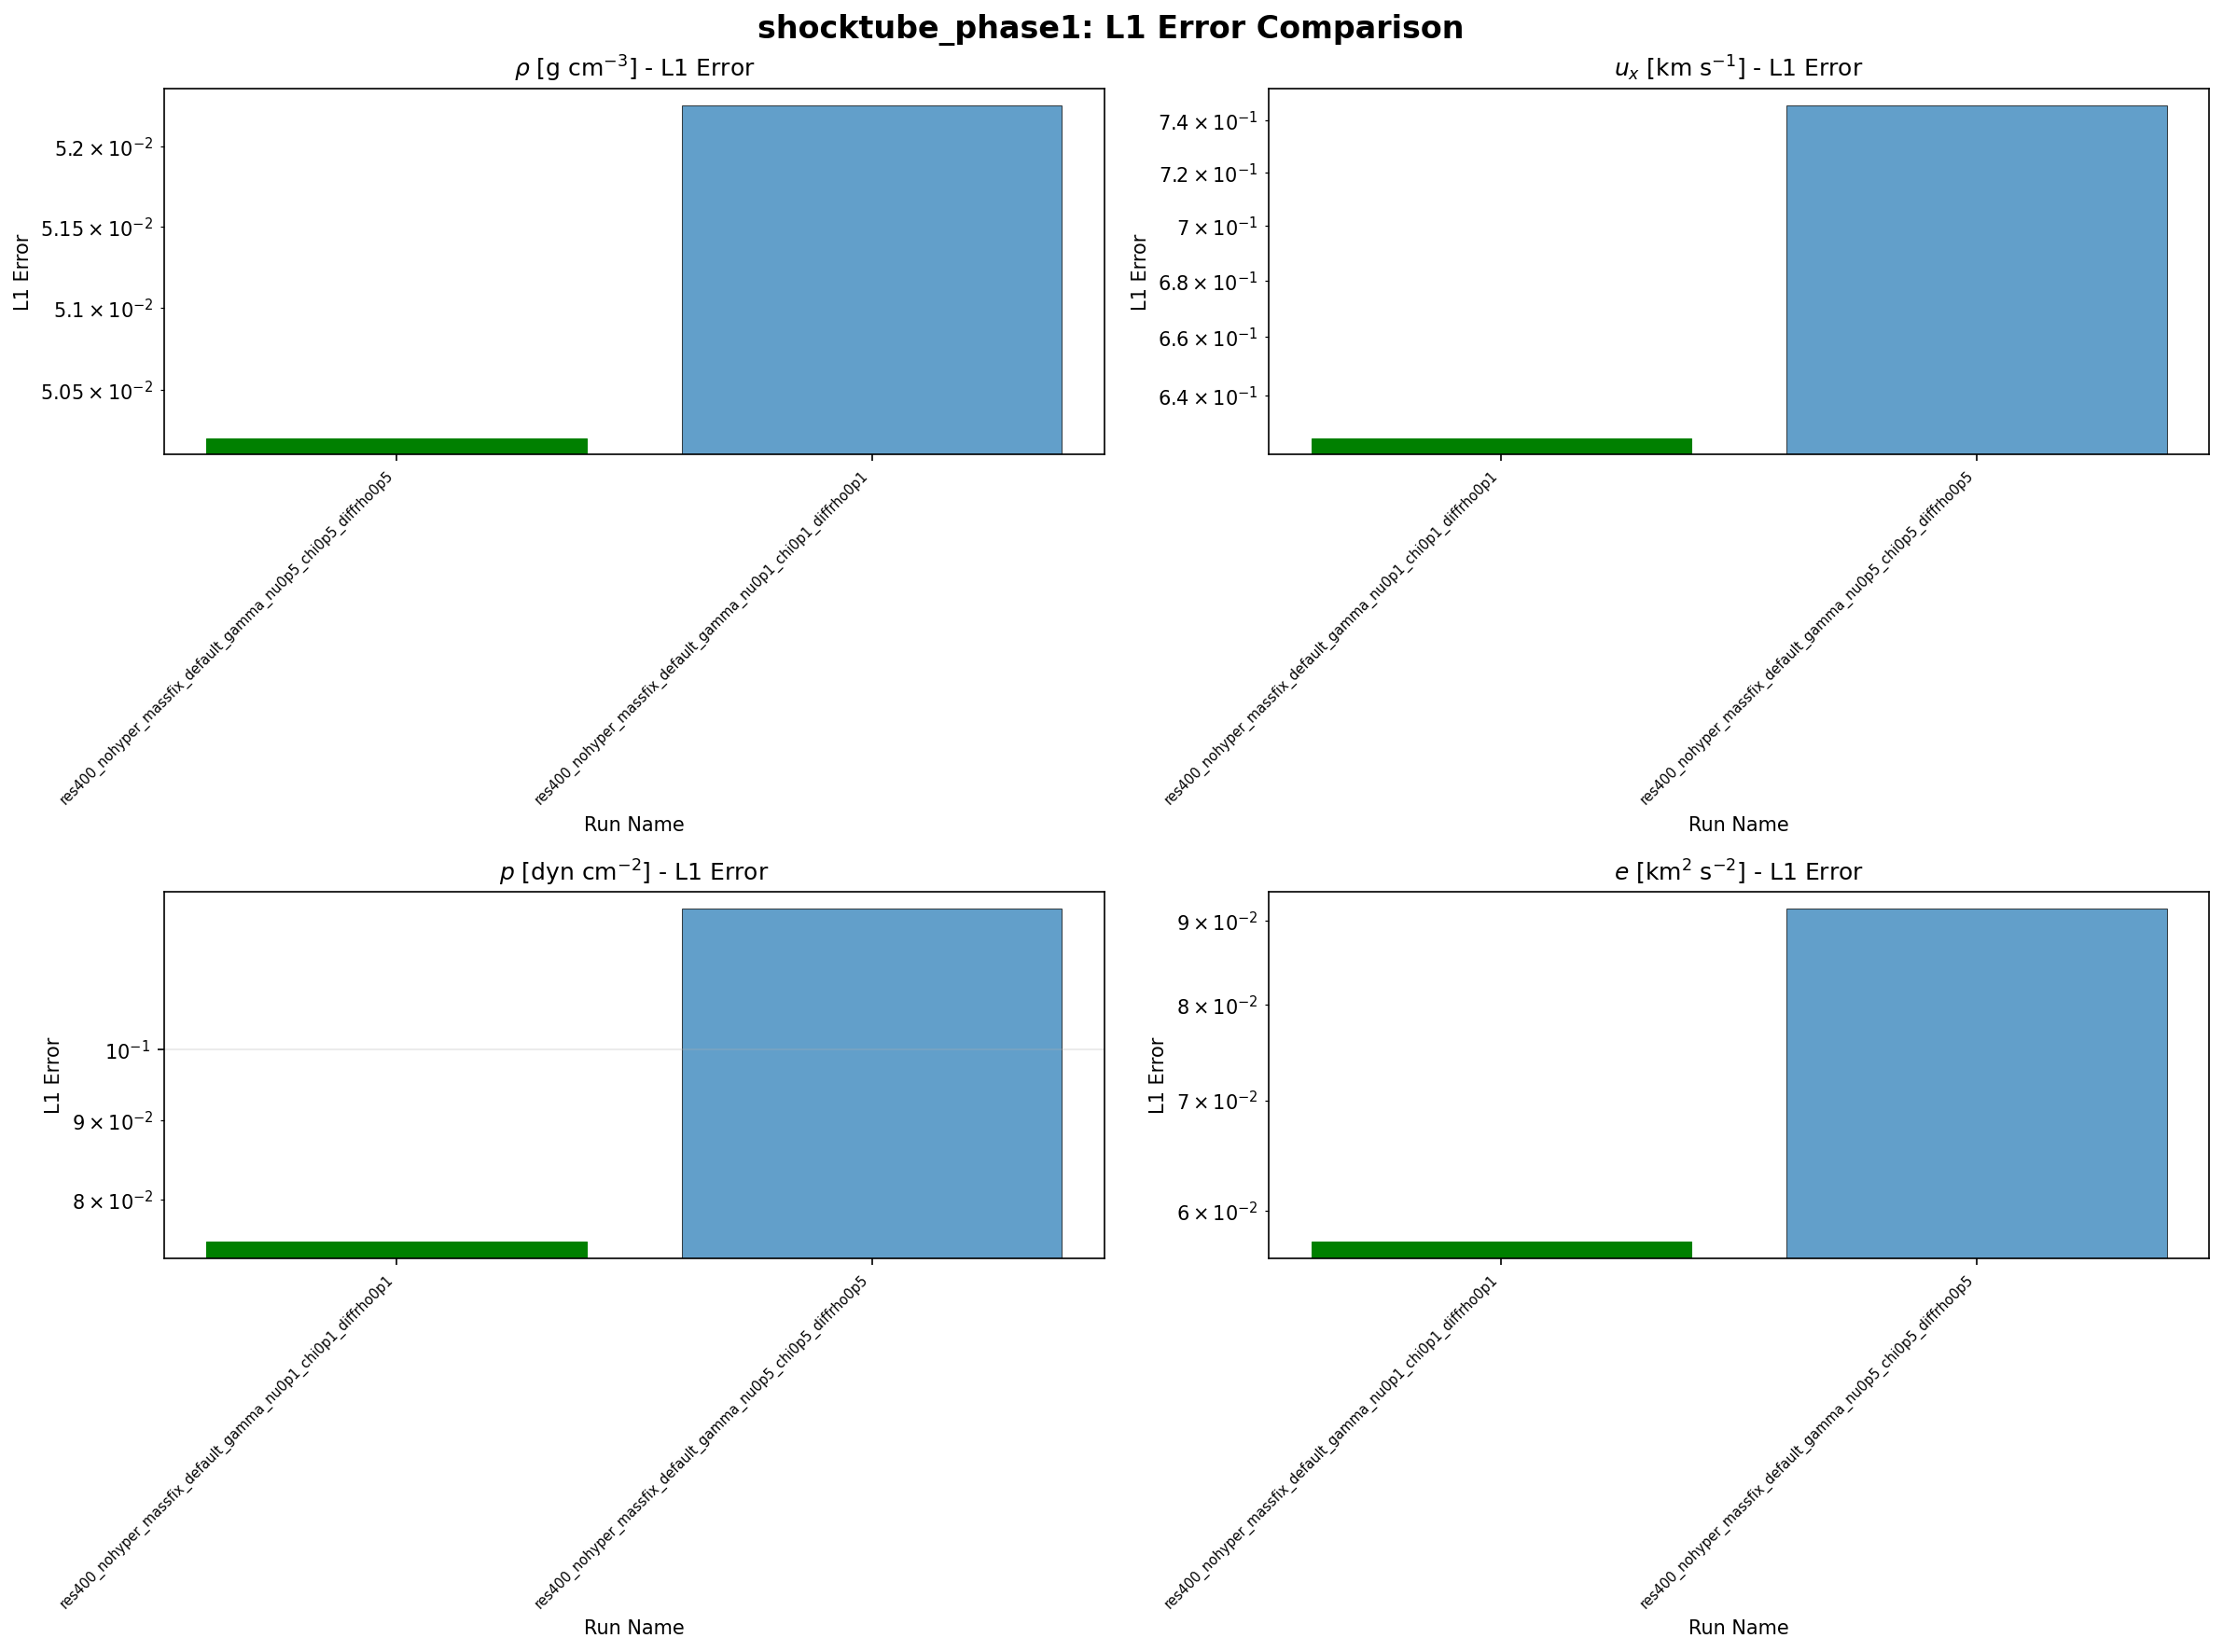 shocktube_phase1: L1 Error Comparison
ρ [g cm⁻³] - L1 Error
L1 Error
5.2 × 10⁻²
5.15 × 10⁻²
5.1 × 10⁻²
5.05 × 10⁻²
res400_nohyper_massfix_default_gamma_nu0p5_chi0p5_diffrho0p5
res400_nohyper_massfix_default_gamma_nu0p1_chi0p1_diffrho0p1
Run Name
uₓ [km s⁻¹] - L1 Error
L1 Error
7.4 × 10⁻¹
7.2 × 10⁻¹
7 × 10⁻¹
6.8 × 10⁻¹
6.6 × 10⁻¹
6.4 × 10⁻¹
res400_nohyper_massfix_default_gamma_nu0p1_chi0p1_diffrho0p1
res400_nohyper_massfix_default_gamma_nu0p5_chi0p5_diffrho0p5
Run Name
p [dyn cm⁻²] - L1 Error
L1 Error
10⁻¹
9 × 10⁻²
8 × 10⁻²
res400_nohyper_massfix_default_gamma_nu0p1_chi0p1_diffrho0p1
res400_nohyper_massfix_default_gamma_nu0p5_chi0p5_diffrho0p5
Run Name
e [km² s⁻²] - L1 Error
L1 Error
9 × 10⁻²
8 × 10⁻²
7 × 10⁻²
6 × 10⁻²
res400_nohyper_massfix_default_gamma_nu0p1_chi0p1_diffrho0p1
res400_nohyper_massfix_default_gamma_nu0p5_chi0p5_diffrho0p5
Run Name